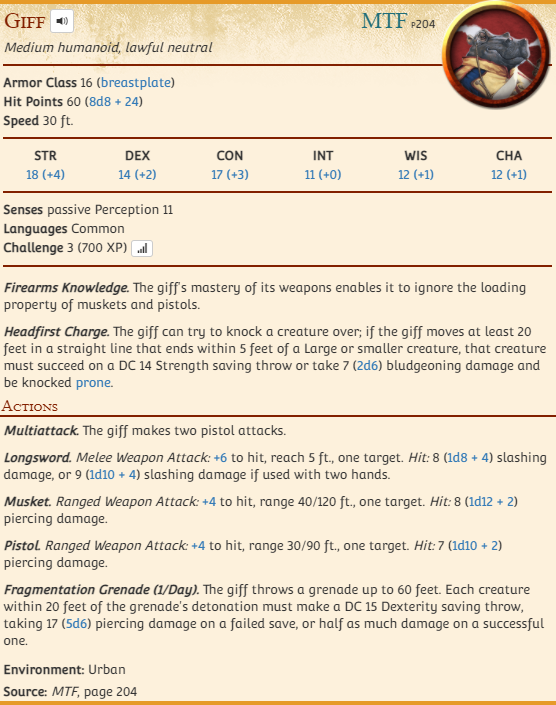 Giff
MTF p204
Medium humanoid, lawful neutral
Armor Class 16 (breastplate)
Hit Points 60 (8d8 + 24)
Speed 30 ft.
STR DEX CON INT WIS CHA
18 (+4) 14 (+2) 17 (+3) 11 (+0) 12 (+1) 12 (+1)
Senses passive Perception 11
Languages Common
Challenge 3 (700 XP)
Firearms Knowledge. The giff's mastery of its weapons enables it to ignore the loading
property of muskets and pistols.
Headfirst Charge. The giff can try to knock a creature over; if the giff moves at least 20
feet in a straight line that ends within 5 feet of a Large or smaller creature, that creature
must succeed on a DC 14 Strength saving throw or take 7 (2d6) bludgeoning damage and
be knocked prone.
Actions
Multiattack. The giff makes two pistol attacks.
Longsword. Melee Weapon Attack: +6 to hit, reach 5 ft., one target. Hit: 8 (1d8 + 4) slashing
damage, or 9 (1d10 + 4) slashing damage if used with two hands.
Musket. Ranged Weapon Attack: +4 to hit, range 40/120 ft., one target. Hit: 8 (1d12 + 2)
piercing damage.
Pistol. Ranged Weapon Attack: +4 to hit, range 30/90 ft., one target. Hit: 7 (1d10 + 2)
piercing damage.
Fragmentation Grenade (1/Day). The giff throws a grenade up to 60 feet. Each creature
within 20 feet of the grenade's detonation must make a DC 15 Dexterity saving throw,
taking 17 (5d6) piercing damage on a failed save, or half as much damage on a successful
one.
Environment: Urban
Source: MTF, page 204